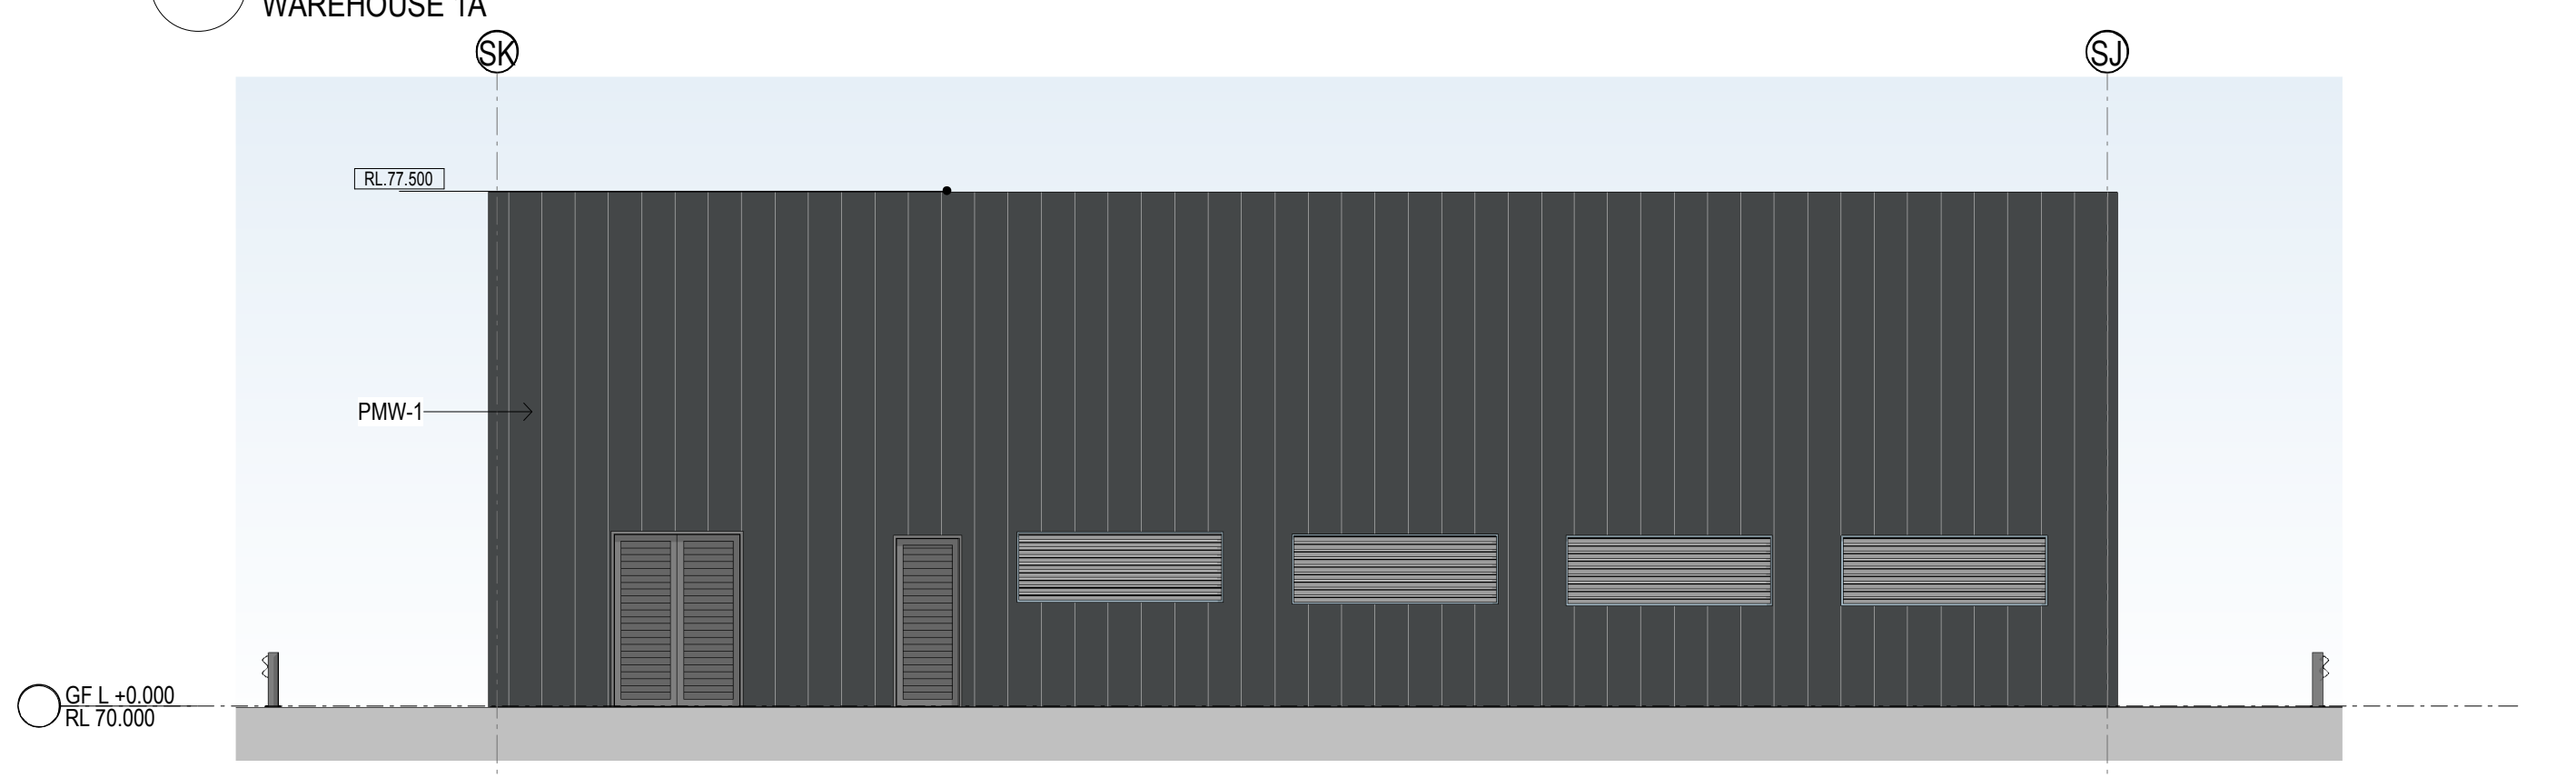 WAREHOUSE 1A
SK
SJ
RL.77.500
PMW-1
GF L +0.000
RL 70.000